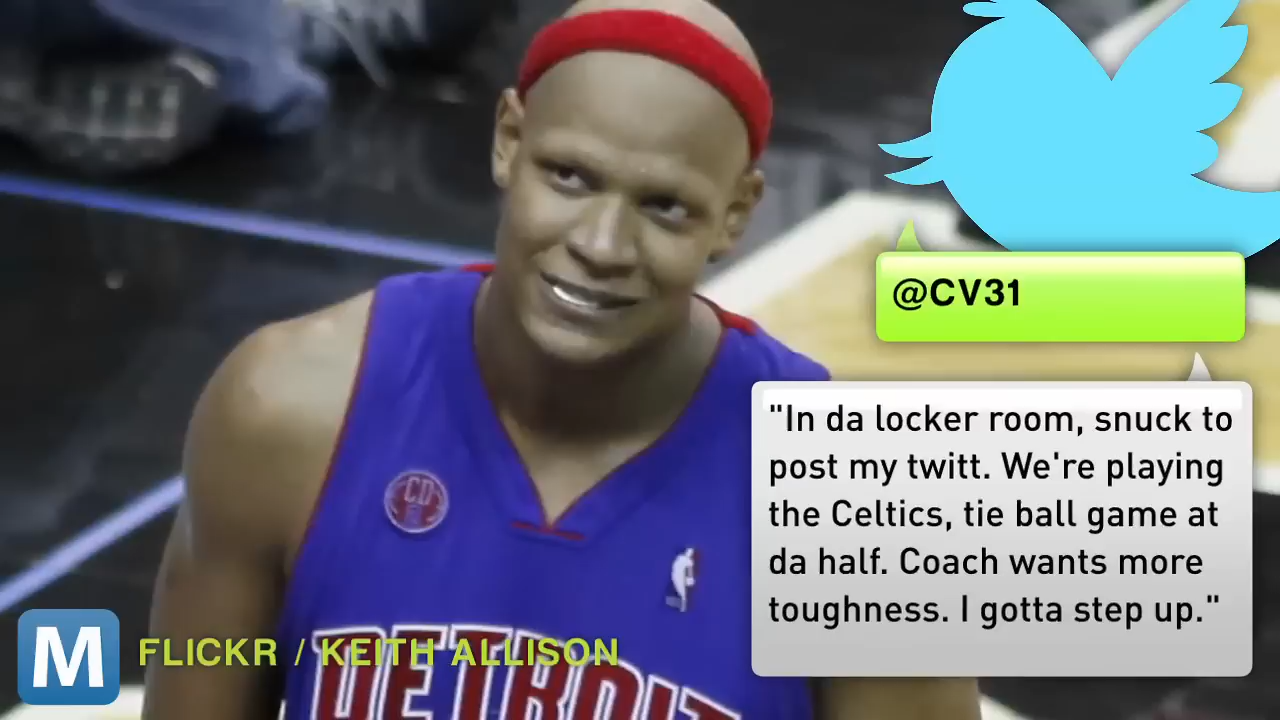 @CV31
"In da locker room, snuck to
post my twitt. We're playing
the Celtics, tie ball game at
da half. Coach wants more
toughness. I gotta step up."
M FLICKR / KEITH ALLISON
DETROIT